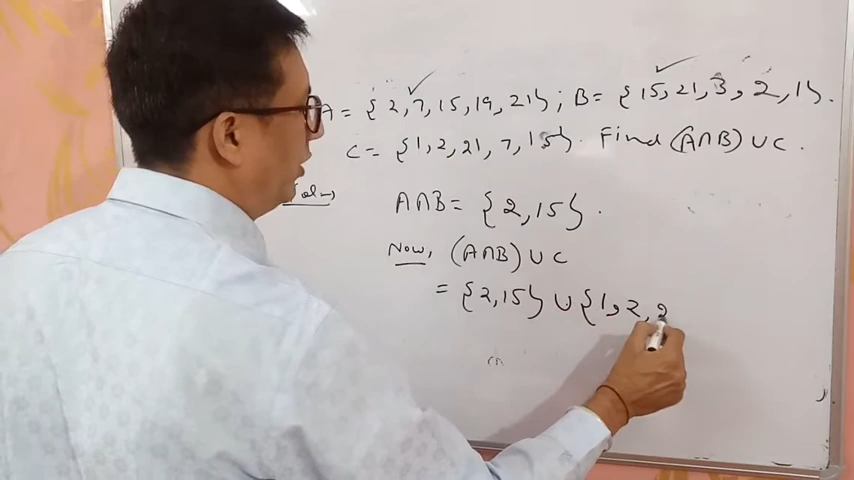 A = {2,7,15,19,21}; B = {15,21,3,2,1}.
C = {1,2,21,7,15}. Find (A∩B)∪C.
Soln
A∩B = {2,15}.
Now, (A∩B)∪C
= {2,15}∪{1,2,2